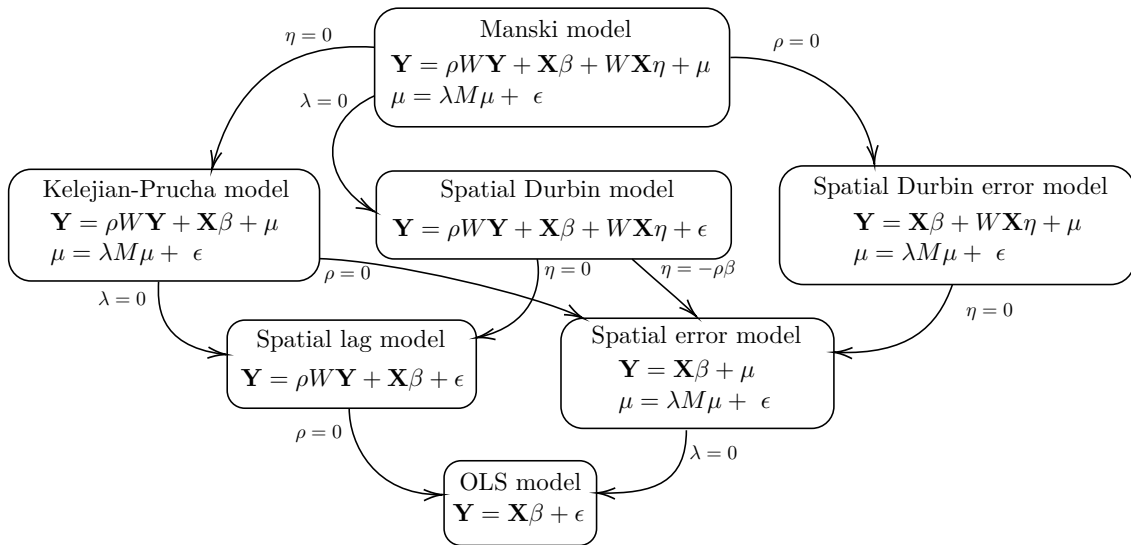 Manski model
Y = ρWY + Xβ + WXη + μ
μ = λMμ + ϵ
η = 0
λ = 0
ρ = 0
Kelejian-Prucha model
Y = ρWY + Xβ + μ
μ = λMμ + ϵ
Spatial Durbin model
Y = ρWY + Xβ + WXη + ϵ
Spatial Durbin error model
Y = Xβ + WXη + μ
μ = λMμ + ϵ
λ = 0
ρ = 0
η = 0
η = −ρβ
η = 0
Spatial lag model
Y = ρWY + Xβ + ϵ
Spatial error model
Y = Xβ + μ
μ = λMμ + ϵ
ρ = 0
λ = 0
OLS model
Y = Xβ + ϵ